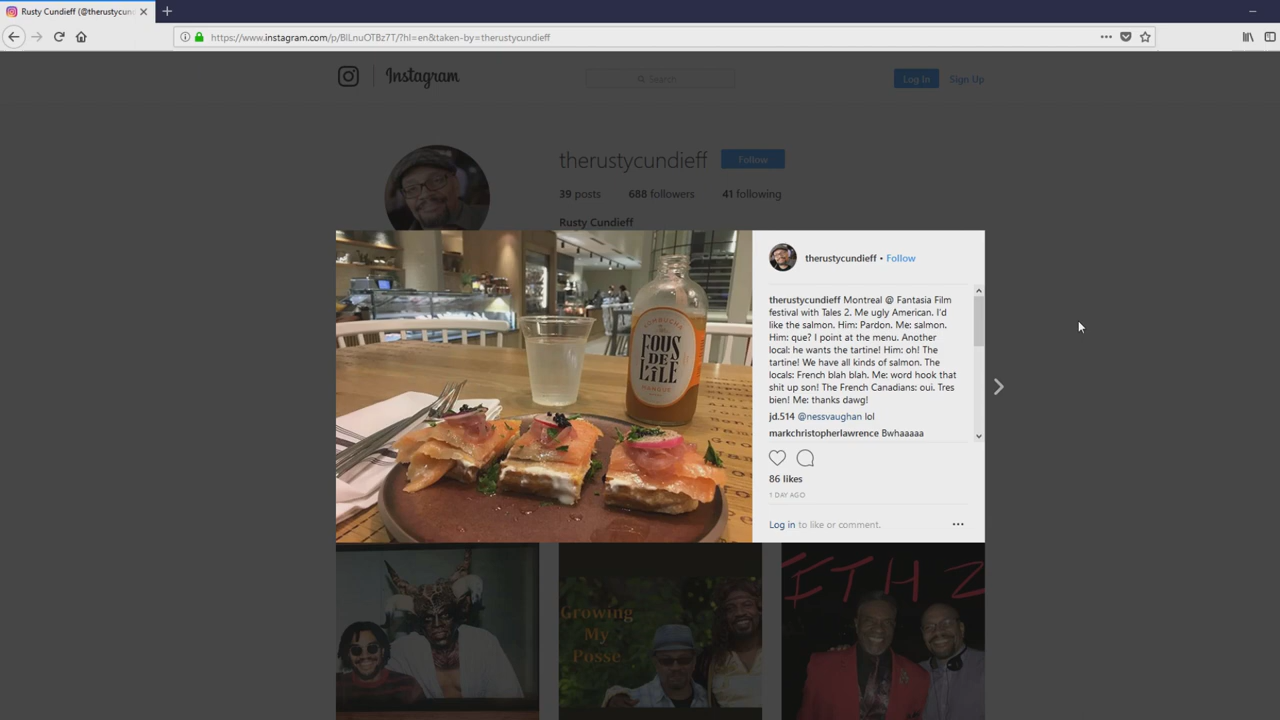 Rusty Cundieff (@therustycun
https://www.instagram.com/p/BlLnuOTBz7T/?hl=en&taken-by=therustycundieff
Instagram
Search
Log In
Sign Up
therustycundieff
Follow
39 posts
688 followers
41 following
Rusty Cundieff
KOMBUCHA
FOUS
DE
L'ÎLE
MANGUE
therustycundieff • Follow
therustycundieff Montreal @ Fantasia Film
festival with Tales 2. Me ugly American. I'd
like the salmon. Him: Pardon. Me: salmon.
Him: que? I point at the menu. Another
local: he wants the tartine! Him: oh! The
tartine! We have all kinds of salmon. The
locals: French blah blah. Me: word hook that
shit up son! The French Canadians: oui. Tres
bien! Me: thanks dawg!
jd.514 @nessvaughan lol
markchristopherlawrence Bwhaaaaa
86 likes
1 DAY AGO
Log in to like or comment.
Growing
My
Posse